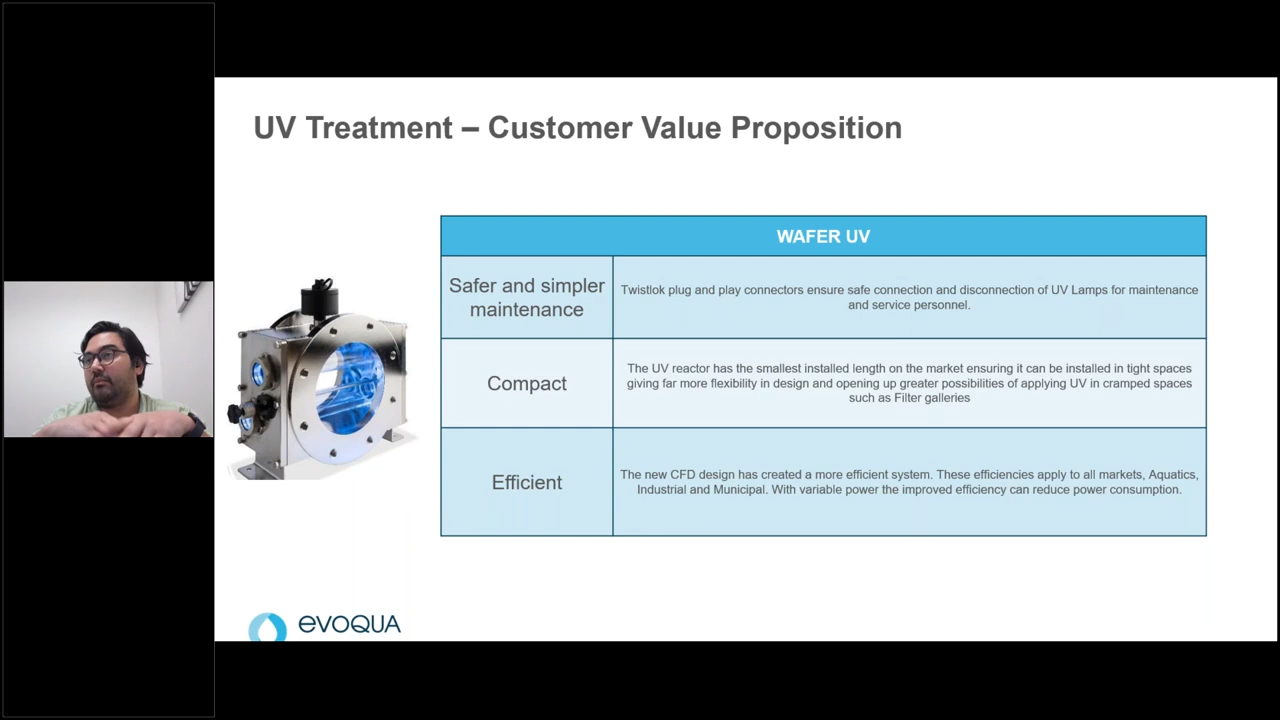 UV Treatment – Customer Value Proposition
WAFER UV
Safer and simpler
maintenance
Twistlok plug and play connectors ensure safe connection and disconnection of UV Lamps for maintenance
and service personnel.
Compact
The UV reactor has the smallest installed length on the market ensuring it can be installed in tight spaces
giving far more flexibility in design and opening up greater possibilities of applying UV in cramped spaces
such as Filter galleries
Efficient
The new CFD design has created a more efficient system. These efficiencies apply to all markets, Aquatics,
Industrial and Municipal. With variable power the improved efficiency can reduce power consumption.
evoqua